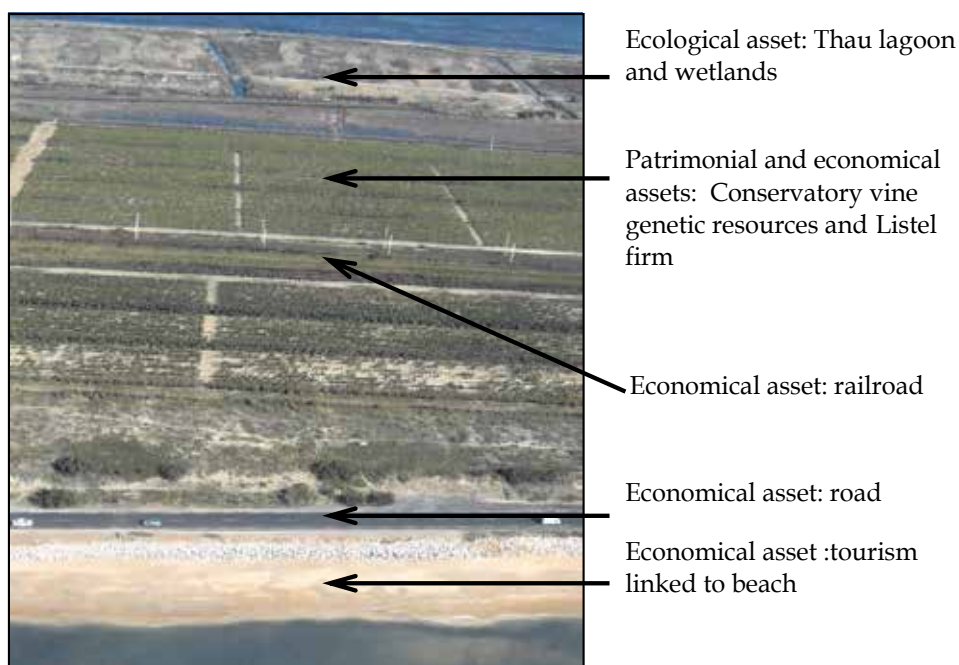 Ecological asset: Thau lagoon
and wetlands
Patrimonial and economical
assets:  Conservatory vine
genetic resources and Listel
firm
Economical asset: railroad
Economical asset: road
Economical asset :tourism
linked to beach